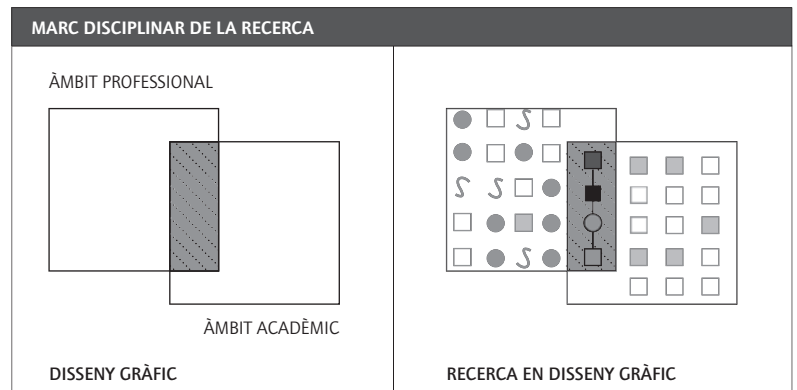 MARC DISCIPLINAR DE LA RECERCA
ÀMBIT PROFESSIONAL
ÀMBIT ACADÈMIC
DISSENY GRÀFIC
RECERCA EN DISSENY GRÀFIC